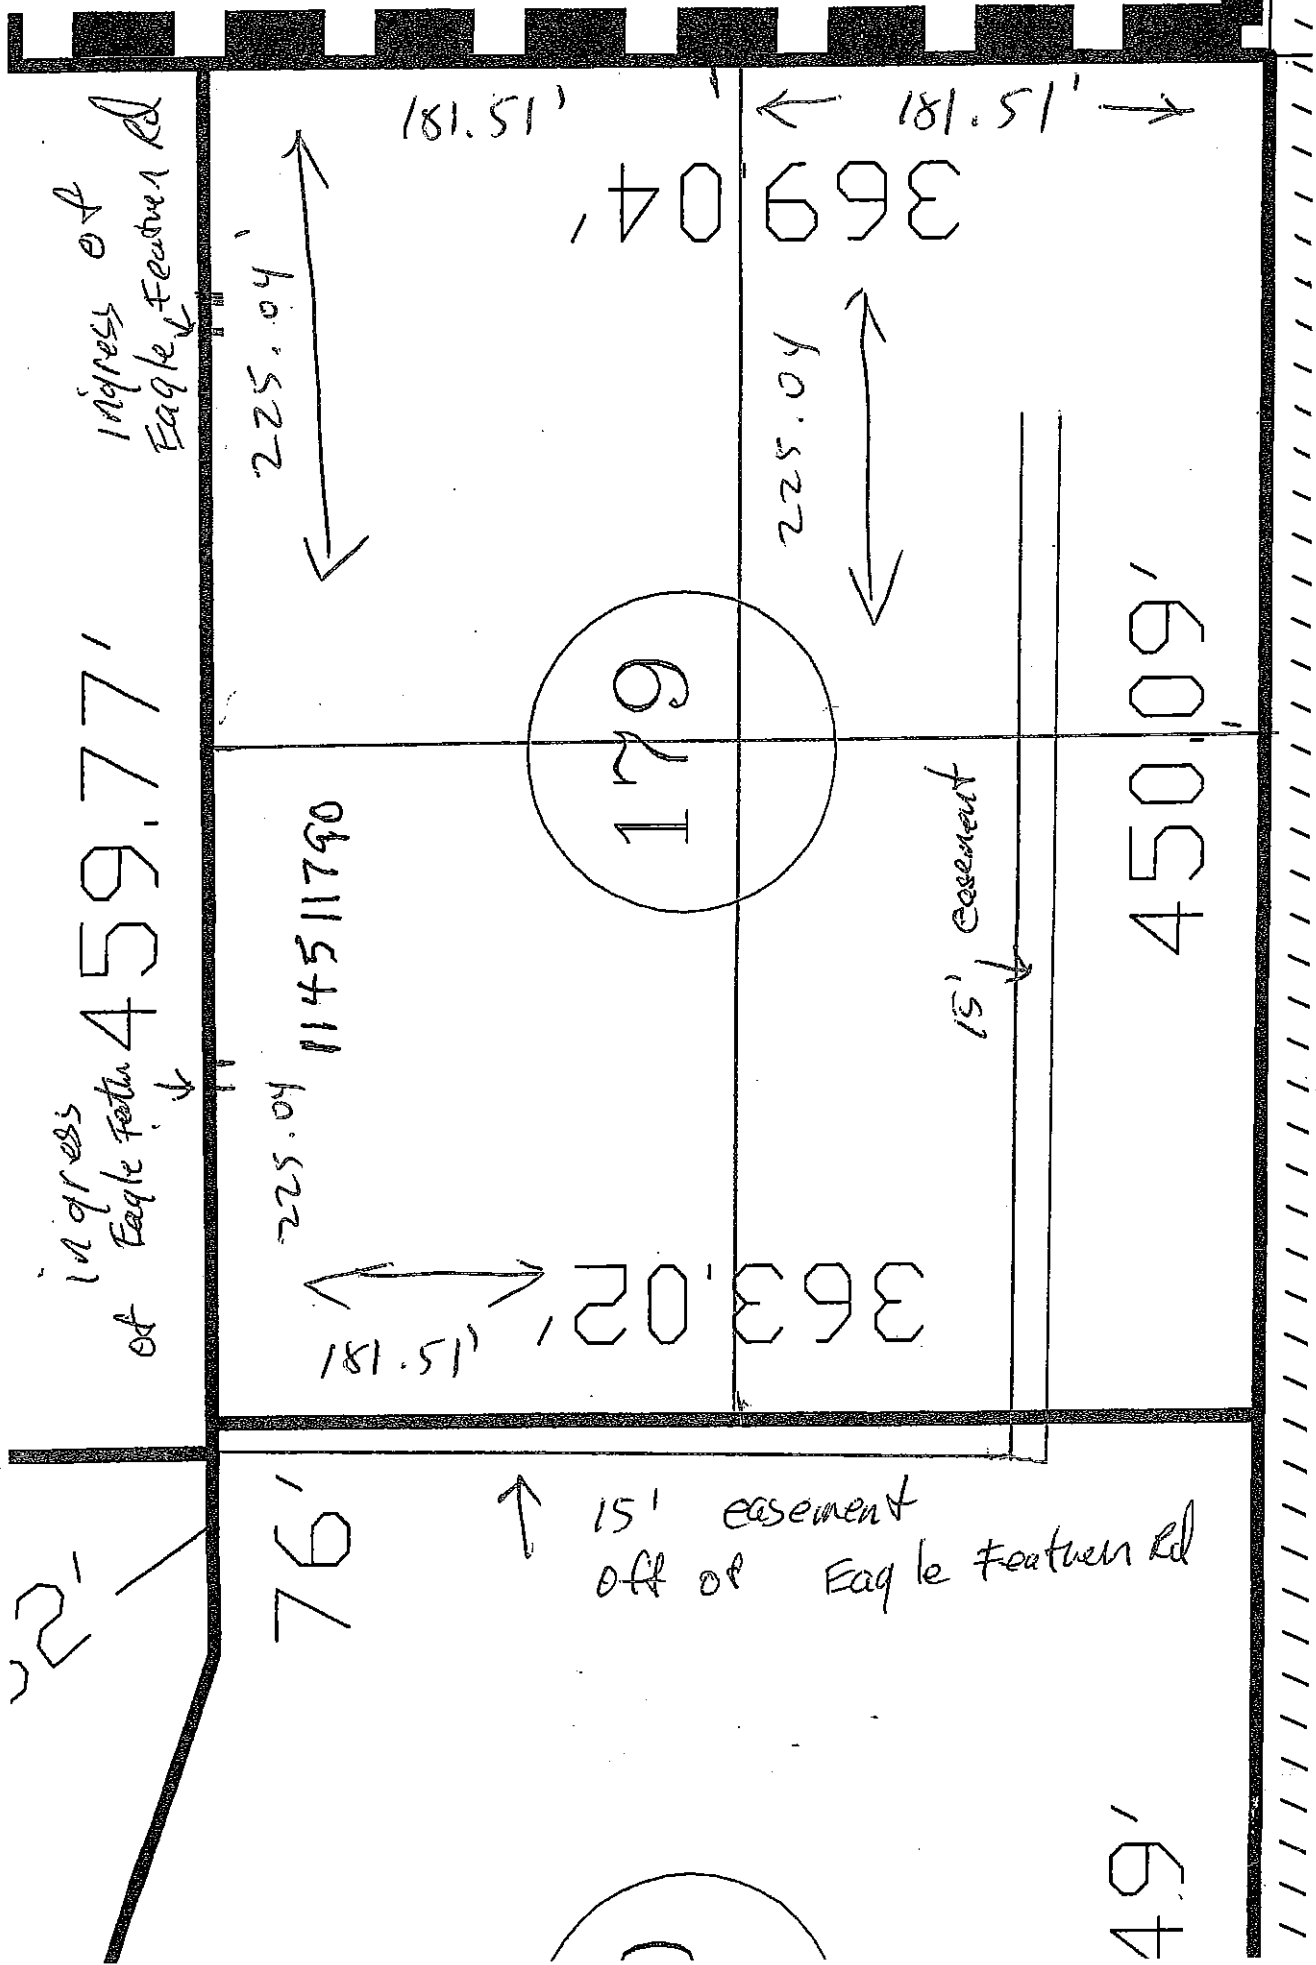 181.51'
181.51'
369.04'
ingress of
Eagle Feather Rd
225.04'
225.04
459.77'
179
11451790
15' easement
450.09'
ingress
of Eagle Feather
225.04
363.02'
181.51'
76'
15' easement
off of Eagle Feather Rd
49'